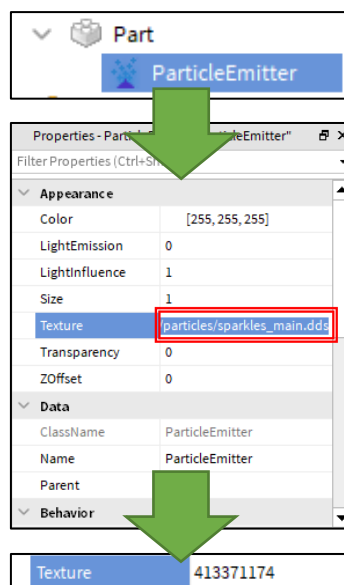 Part
ParticleEmitter
Properties - Parti eEmitter"
Filter Properties (Ctrl+Sh
Appearance
Color [255, 255, 255]
LightEmission 0
LightInfluence 1
Size 1
Texture /particles/sparkles_main.dds
Transparency 0
ZOffset 0
Data
ClassName ParticleEmitter
Name ParticleEmitter
Parent
Behavior
Texture 413371174